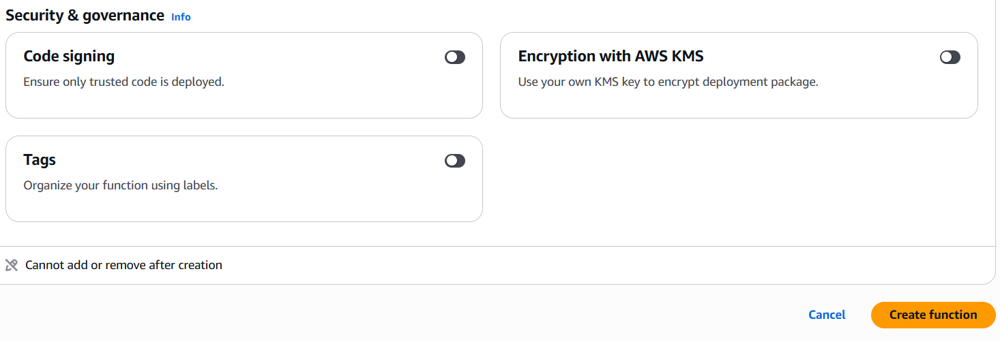 Security & governance Info
Code signing
Ensure only trusted code is deployed.
Encryption with AWS KMS
Use your own KMS key to encrypt deployment package.
Tags
Organize your function using labels.
Cannot add or remove after creation
Cancel
Create function